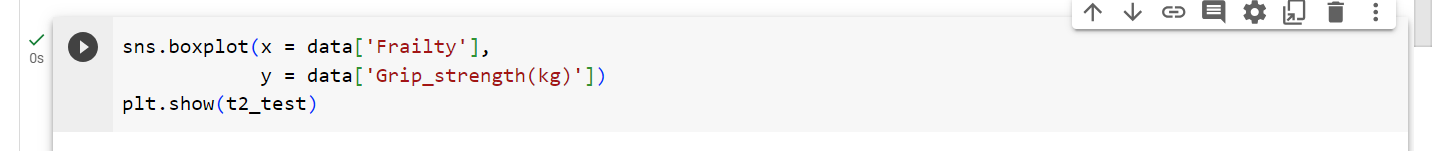 sns.boxplot(x = data['Frailty'],
0s
y = data['Grip_strength(kg)'])
plt.show(t2_test)